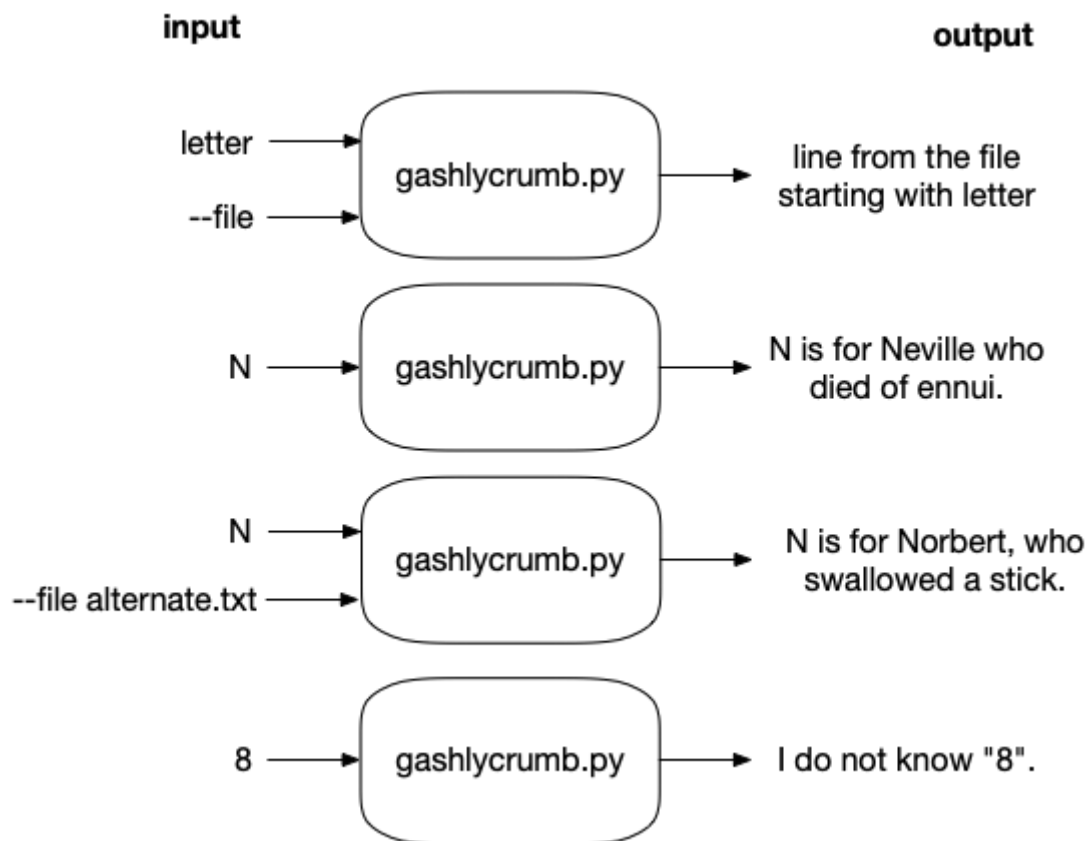 input
output
letter
--file
gashlycrumb.py
line from the file
starting with letter
N
gashlycrumb.py
N is for Neville who
died of ennui.
N
--file alternate.txt
gashlycrumb.py
N is for Norbert, who
swallowed a stick.
8
gashlycrumb.py
I do not know "8".